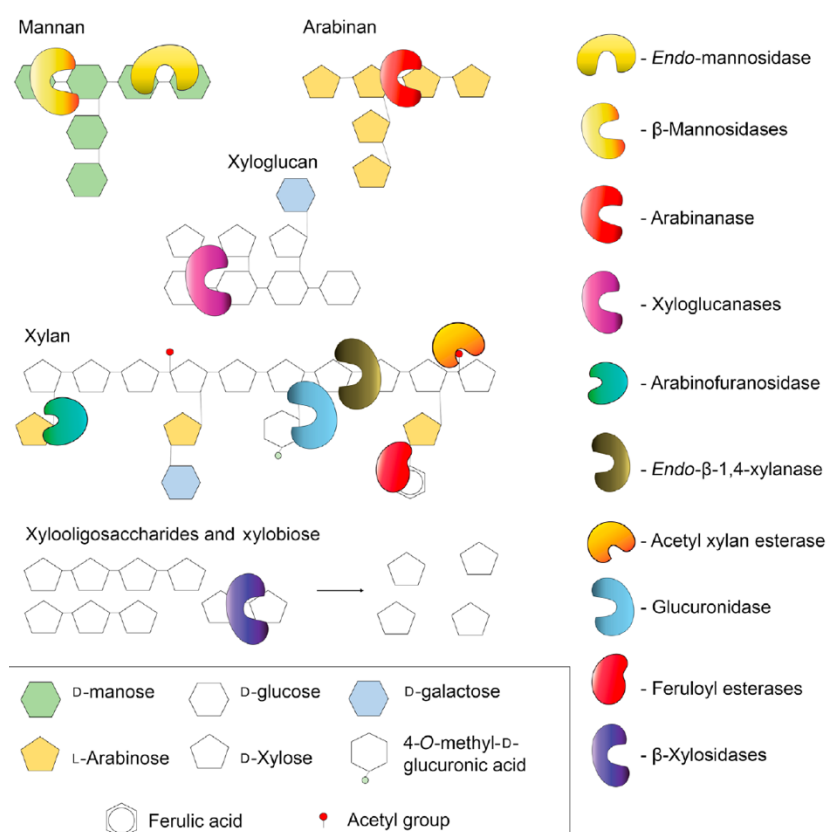 Mannan
Arabinan
Xyloglucan
Xylan
Xylooligosaccharides and xylobiose
- Endo-mannosidase
- β-Mannosidases
- Arabinanase
- Xyloglucanases
- Arabinofuranosidase
- Endo-β-1,4-xylanase
- Acetyl xylan esterase
- Glucuronidase
- Feruloyl esterases
- β-Xylosidases
D-manose
D-glucose
D-galactose
L-Arabinose
D-Xylose
4-O-methyl-D-
glucuronic acid
Ferulic acid
Acetyl group